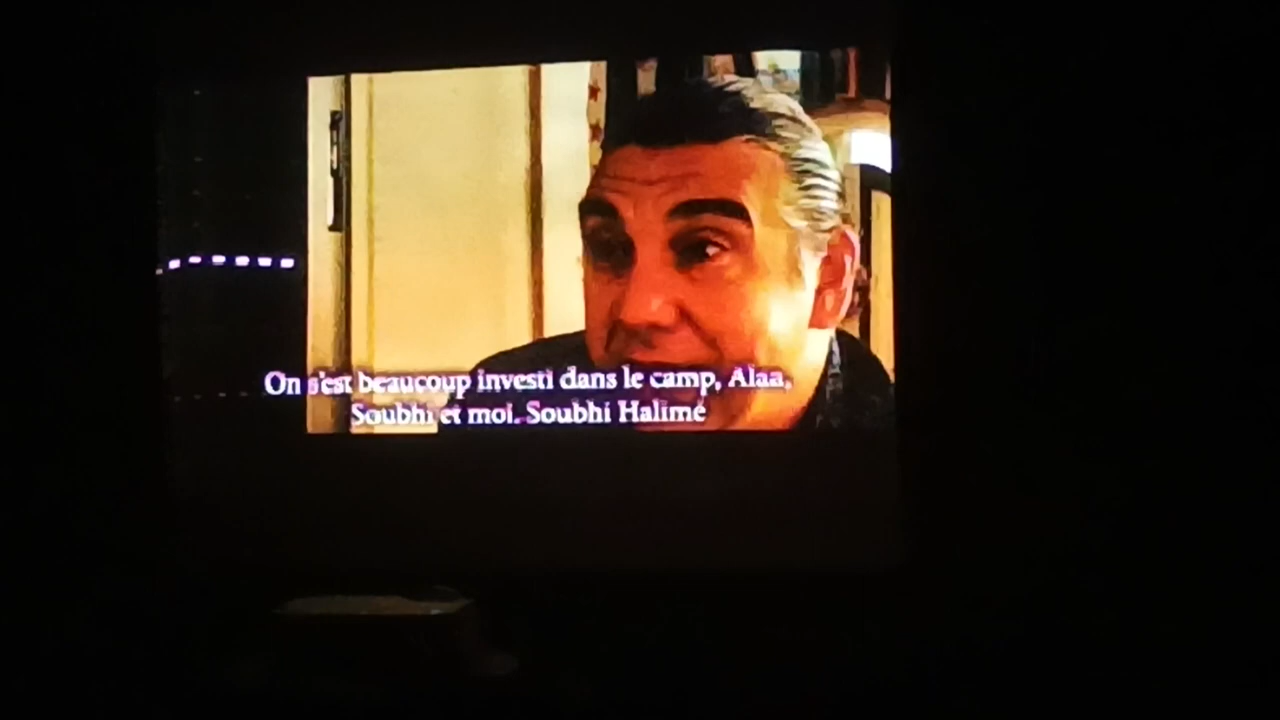 On s'est beaucoup investi dans le camp, Alaa,
Soubhi et moi. Soubhi Halimé